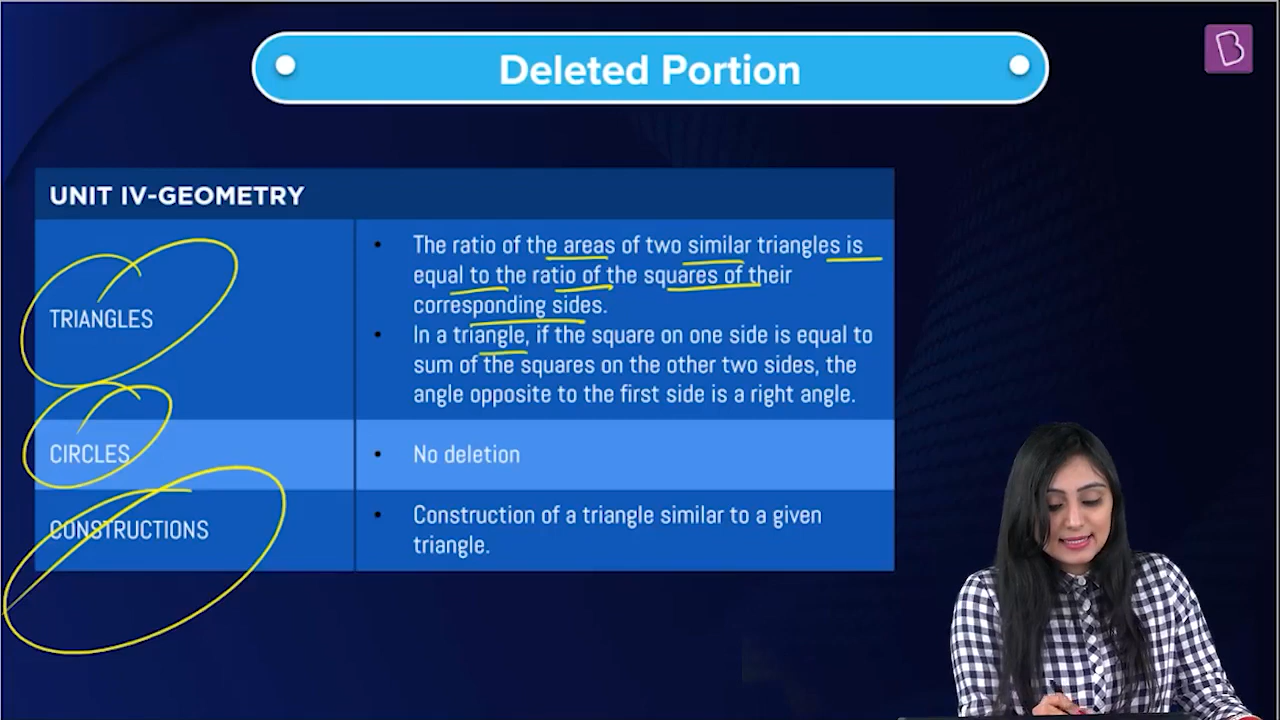 Deleted Portion
UNIT IV-GEOMETRY
TRIANGLES
• The ratio of the areas of two similar triangles is
equal to the ratio of the squares of their
corresponding sides.
• In a triangle, if the square on one side is equal to
sum of the squares on the other two sides, the
angle opposite to the first side is a right angle.
CIRCLES
• No deletion
CONSTRUCTIONS
• Construction of a triangle similar to a given
triangle.
B